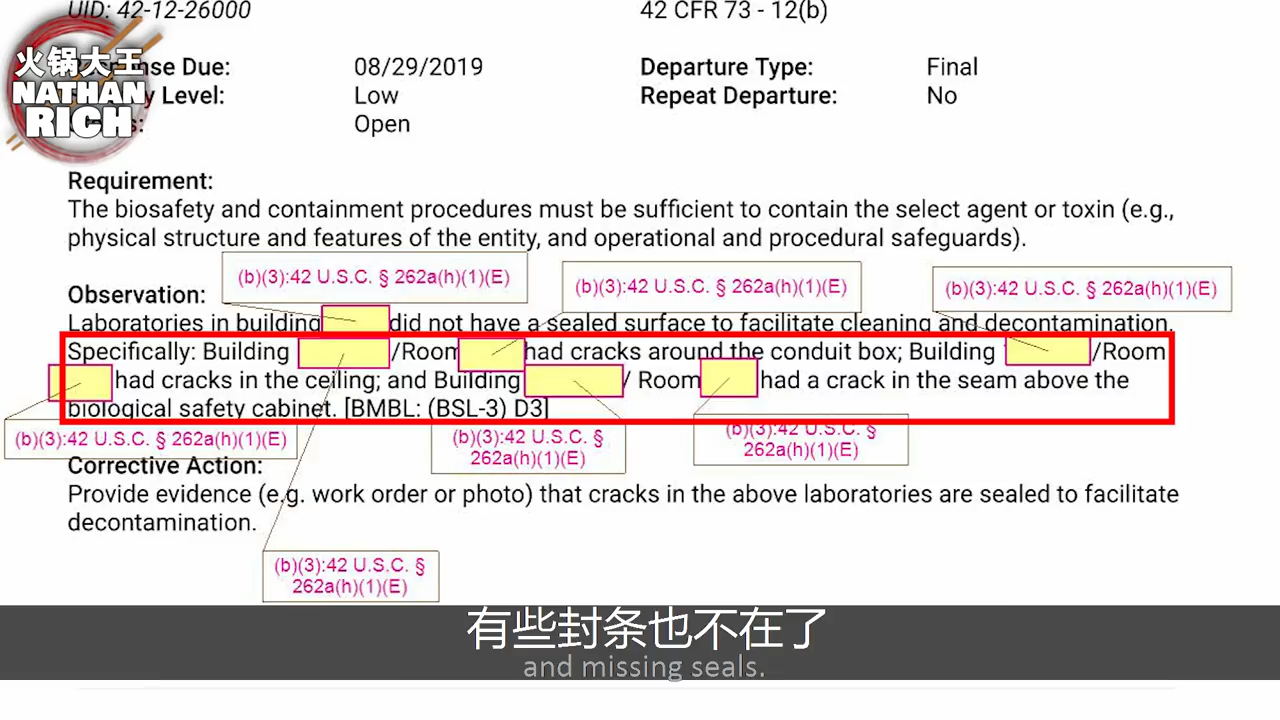 UID: 42-12-26000
42 CFR 73 - 12(b)
火锅大王
NATHAN
RICH
Due:
08/29/2019
Departure Type:
Final
Level:
Low
Repeat Departure:
No
Open
Requirement:
The biosafety and containment procedures must be sufficient to contain the select agent or toxin (e.g.,
physical structure and features of the entity, and operational and procedural safeguards).
(b)(3):42 U.S.C. § 262a(h)(1)(E)
(b)(3):42 U.S.C. § 262a(h)(1)(E)
(b)(3):42 U.S.C. § 262a(h)(1)(E)
Observation:
Laboratories in building did not have a sealed surface to facilitate cleaning and decontamination.
Specifically: Building /Room had cracks around the conduit box; Building /Room
had cracks in the ceiling; and Building / Room had a crack in the seam above the
biological safety cabinet. [BMBL: (BSL-3) D3]
(b)(3):42 U.S.C. § 262a(h)(1)(E)
(b)(3):42 U.S.C. §
262a(h)(1)(E)
(b)(3):42 U.S.C. §
262a(h)(1)(E)
Corrective Action:
Provide evidence (e.g. work order or photo) that cracks in the above laboratories are sealed to facilitate
decontamination.
(b)(3):42 U.S.C. §
262a(h)(1)(E)
有些封条也不在了
and missing seals.